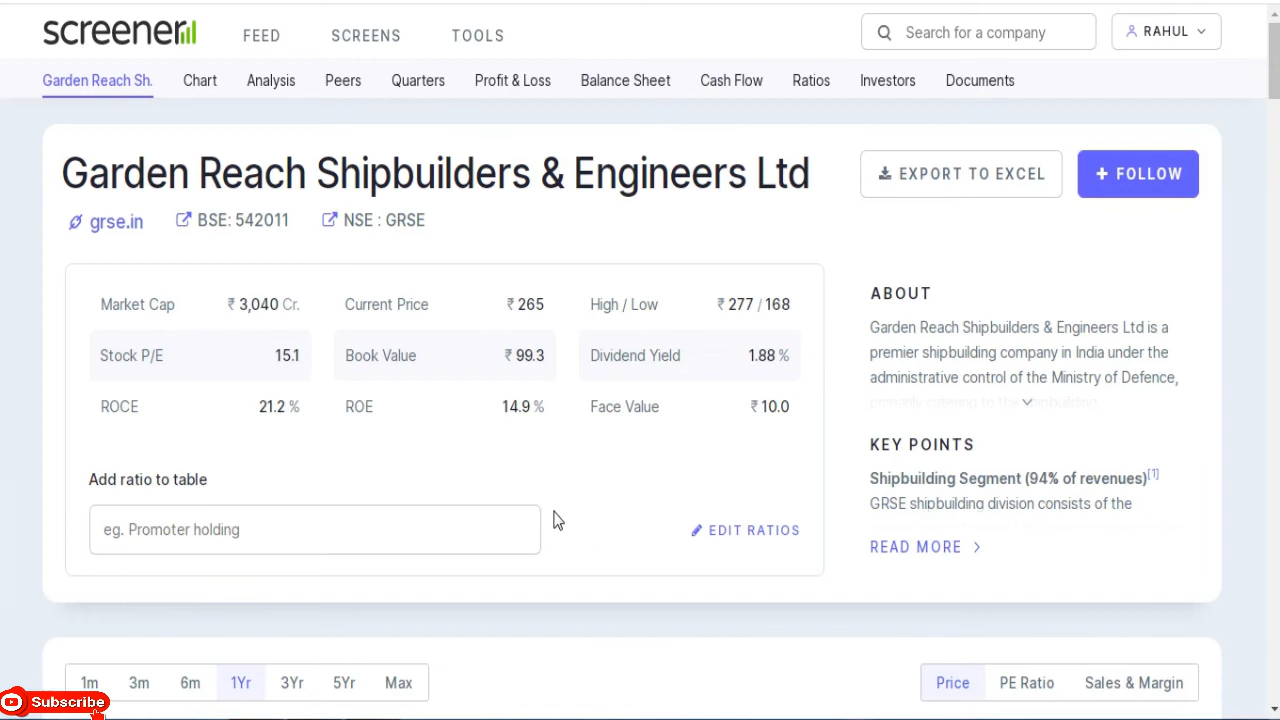 screener
FEED SCREENS TOOLS Search for a company RAHUL
Garden Reach Sh. Chart Analysis Peers Quarters Profit & Loss Balance Sheet Cash Flow Ratios Investors Documents
Garden Reach Shipbuilders & Engineers Ltd
EXPORT TO EXCEL
FOLLOW
grse.in BSE: 542011 NSE : GRSE
Market Cap ₹ 3,040 Cr. Current Price ₹ 265 High / Low ₹ 277 / 168
Stock P/E 15.1 Book Value ₹ 99.3 Dividend Yield 1.88 %
ROCE 21.2 % ROE 14.9 % Face Value ₹ 10.0
Add ratio to table
eg. Promoter holding
EDIT RATIOS
ABOUT
Garden Reach Shipbuilders & Engineers Ltd is a
premier shipbuilding company in India under the
administrative control of the Ministry of Defence,
primarily catering to the shipbuilding
KEY POINTS
Shipbuilding Segment (94% of revenues)[1]
GRSE shipbuilding division consists of the
READ MORE
1m 3m 6m 1Yr 3Yr 5Yr Max
Price PE Ratio Sales & Margin
Subscribe